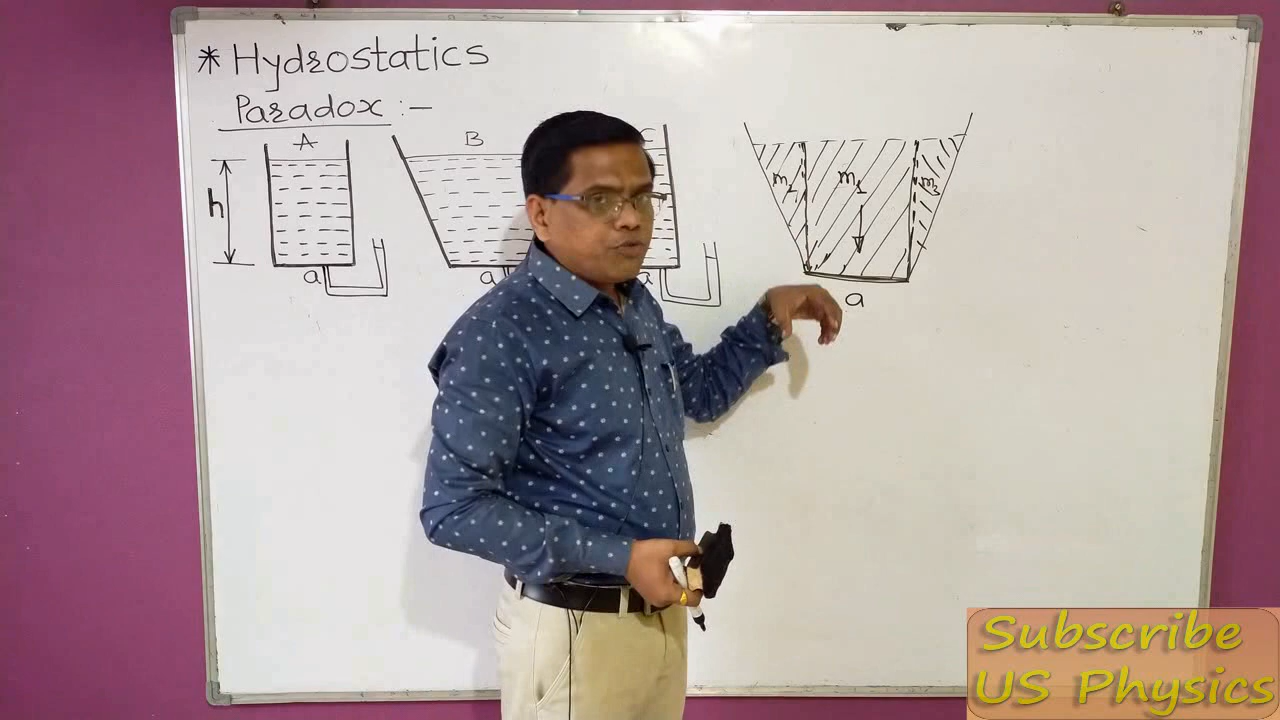 * Hydrostatics
Paradox :-
A
B
C
h
a
a
a
m₂
m₁
m₃
a
Subscribe
US Physics